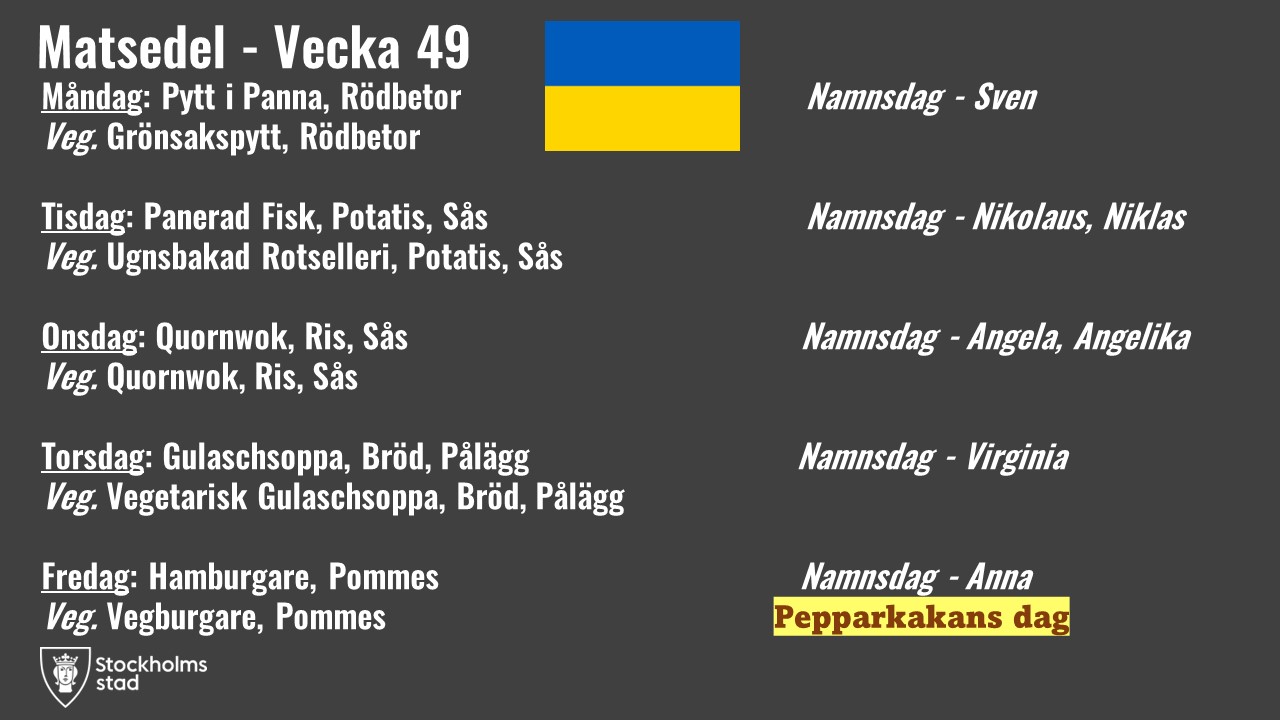 Matsedel - Vecka 49
Måndag: Pytt i Panna, Rödbetor
Namnsdag - Sven
Veg. Grönsakspytt, Rödbetor
Tisdag: Panerad Fisk, Potatis, Sås
Namnsdag - Nikolaus, Niklas
Veg. Ugnsbakad Rotselleri, Potatis, Sås
Onsdag: Quornwok, Ris, Sås
Namnsdag - Angela, Angelika
Veg. Quornwok, Ris, Sås
Torsdag: Gulaschsoppa, Bröd, Pålägg
Namnsdag - Virginia
Veg. Vegetarisk Gulaschsoppa, Bröd, Pålägg
Fredag: Hamburgare, Pommes
Namnsdag - Anna
Veg. Vegburgare, Pommes
Pepparkakans dag
Stockholms
stad